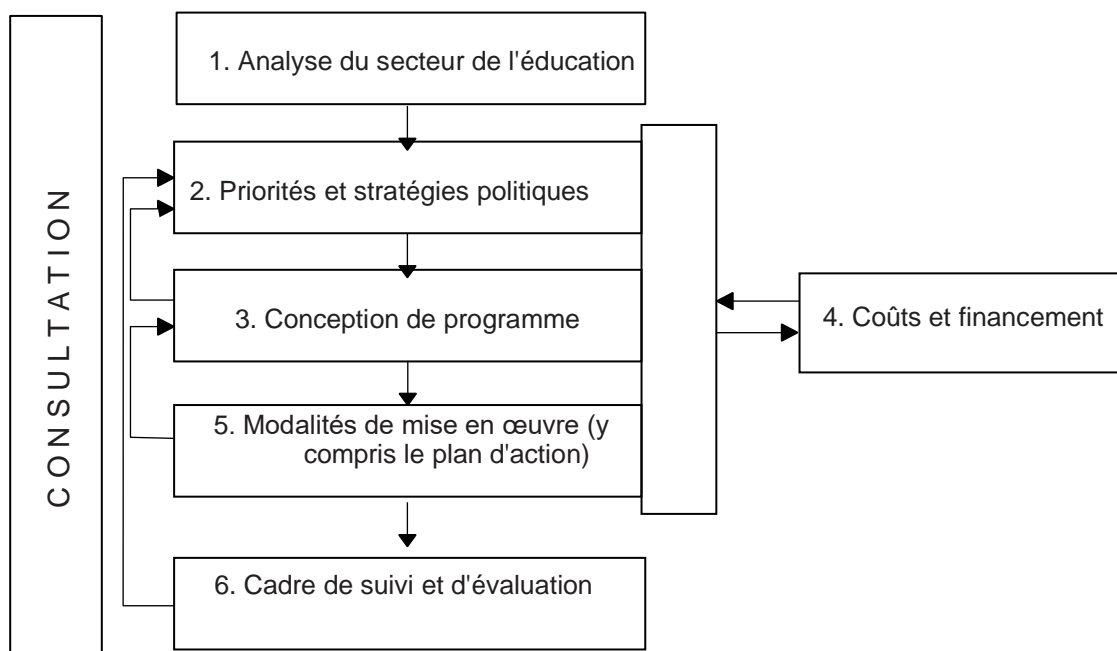 CONSULTATION
1. Analyse du secteur de l'éducation
2. Priorités et stratégies politiques
3. Conception de programme
4. Coûts et financement
5. Modalités de mise en œuvre (y
compris le plan d'action)
6. Cadre de suivi et d'évaluation